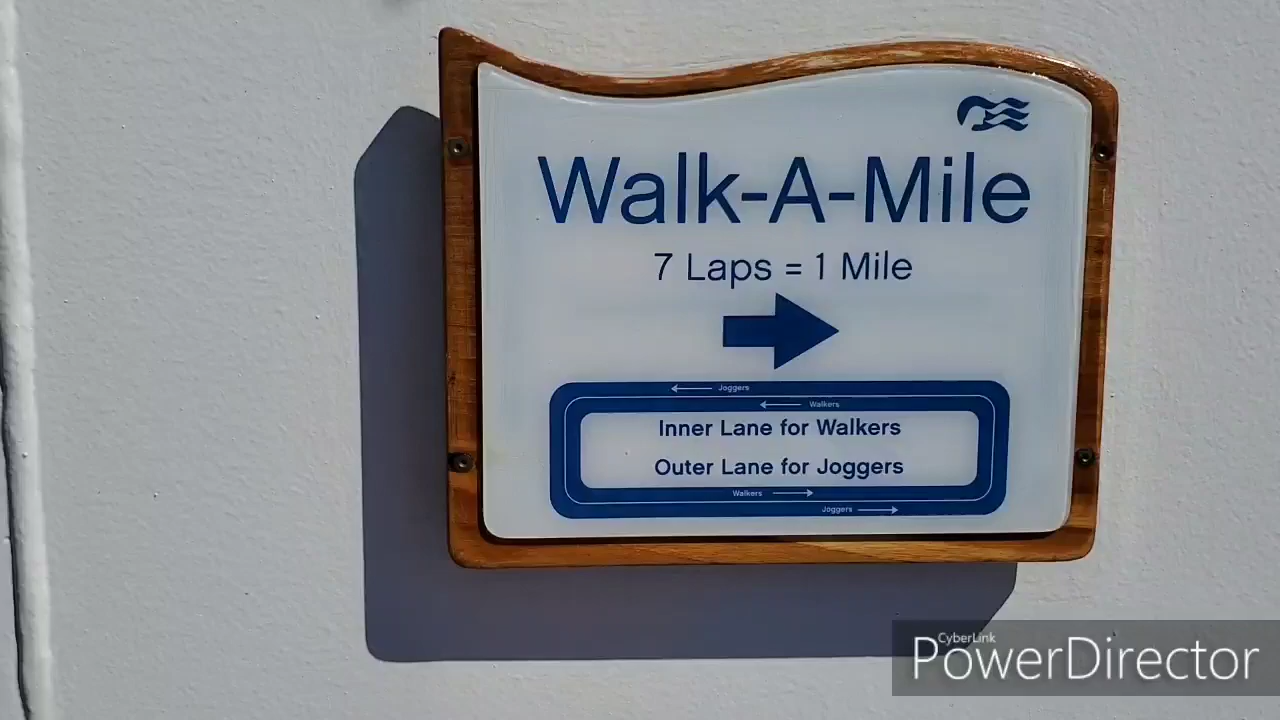 Walk-A-Mile
7 Laps = 1 Mile
Joggers
Walkers
Inner Lane for Walkers
Outer Lane for Joggers
Walkers
Joggers
CyberLink
PowerDirector